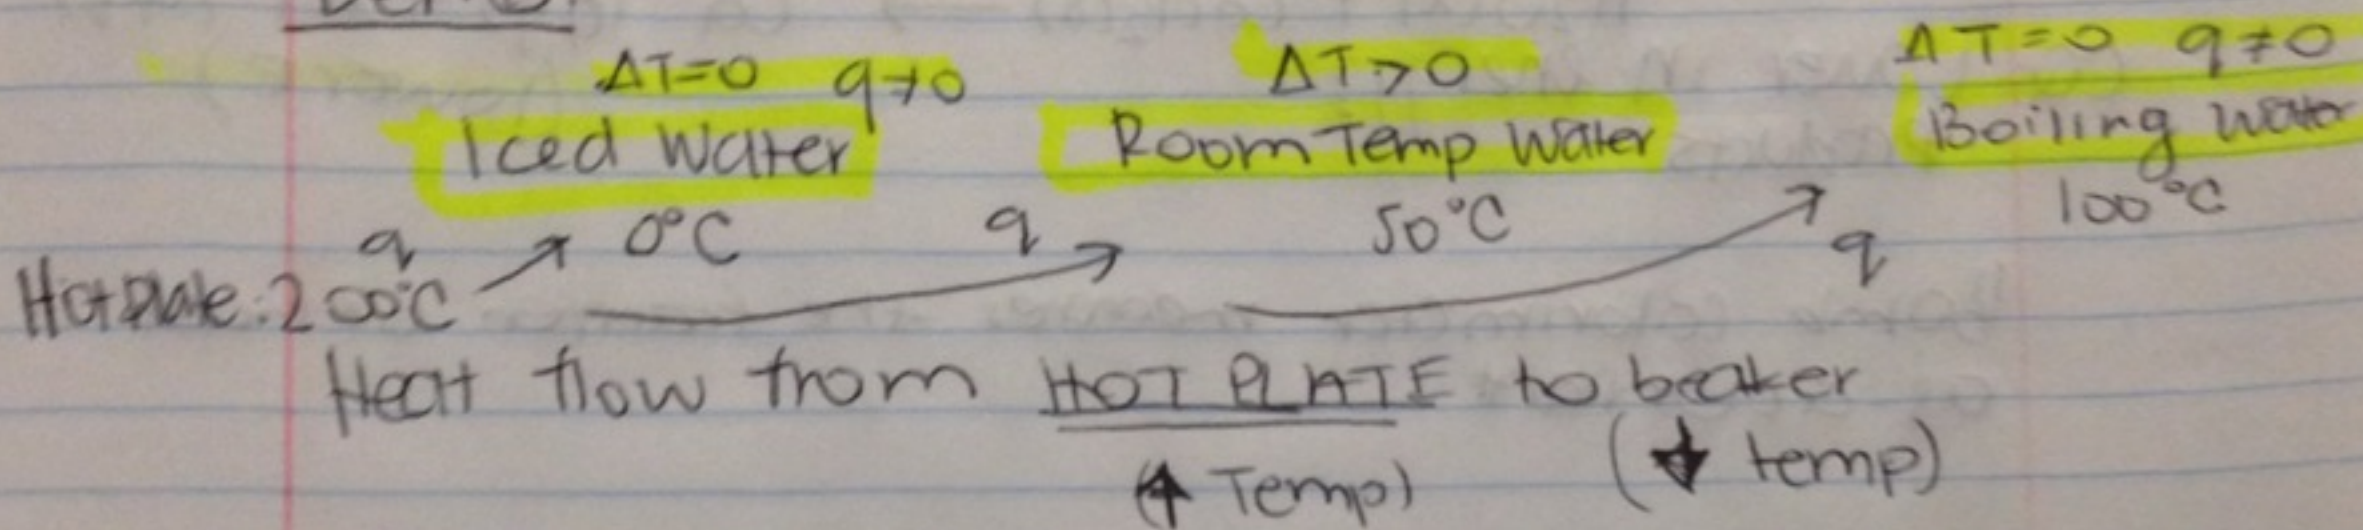 ΔT=0 q≠0 ΔT>0 ΔT=0 q≠0
Iced Water Room Temp Water Boiling Water
q 0°C q 50°C q 100°C
Hot Plate: 200°C
Heat flow from HOT PLATE to beaker
(↑ Temp) (↓ temp)